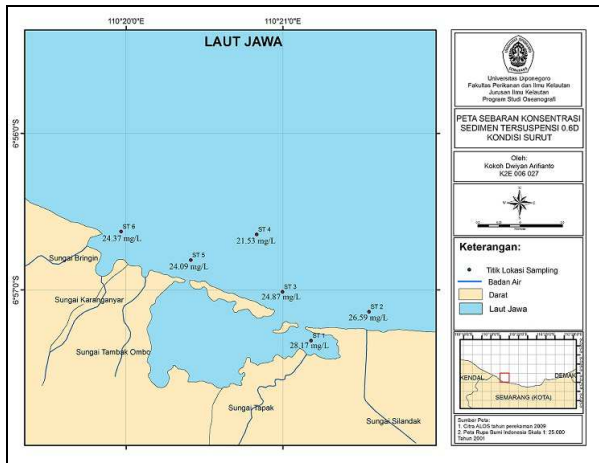 110°20'0"E
110°21'0"E
LAUT JAWA
6°56'0"S
6°57'0"S
ST 6
24.37 mg/L
ST 5
24.09 mg/L
ST 4
21.53 mg/L
ST 3
24.87 mg/L
ST 2
26.59 mg/L
ST 1
28.17 mg/L
Sungai Bringin
Sungai Karanganyar
Sungai Tambak Ombo
Sungai Tapak
Sungai Silandak
Universitas Diponegoro
Fakultas Perikanan dan Ilmu Kelautan
Jurusan Ilmu Kelautan
Program Studi Oseanografi
PETA SEBARAN KONSENTRASI
SEDIMEN TERSUSPENSI 0.6D
KONDISI SURUT
Oleh:
Kokoh Dwiyan Arifianto
K2E 006 027
Keterangan:
Titik Lokasi Sampling
Badan Air
Darat
Laut Jawa
KENDAL
DEMAK
SEMARANG (KOTA)
Sumber Peta:
1. Citra ALOS tahun perekaman 2009
2. Peta Rupa Bumi Indonesia Skala 1: 25.000
Tahun 2001